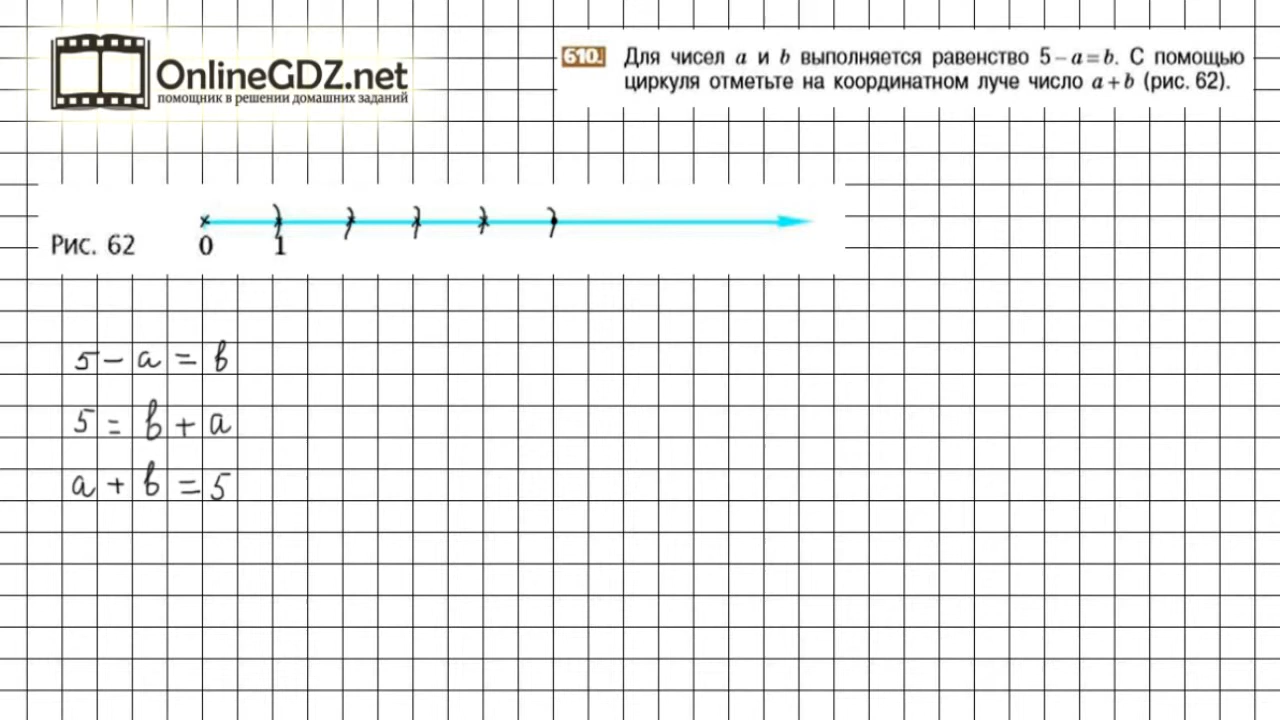 OnlineGDZ.net
помощник в решении домашних заданий
610. Для чисел a и b выполняется равенство 5 – a = b. С помощью
циркуля отметьте на координатном луче число a + b (рис. 62).
Рис. 62
0 1
5 – a = b
5 = b + a
a + b = 5